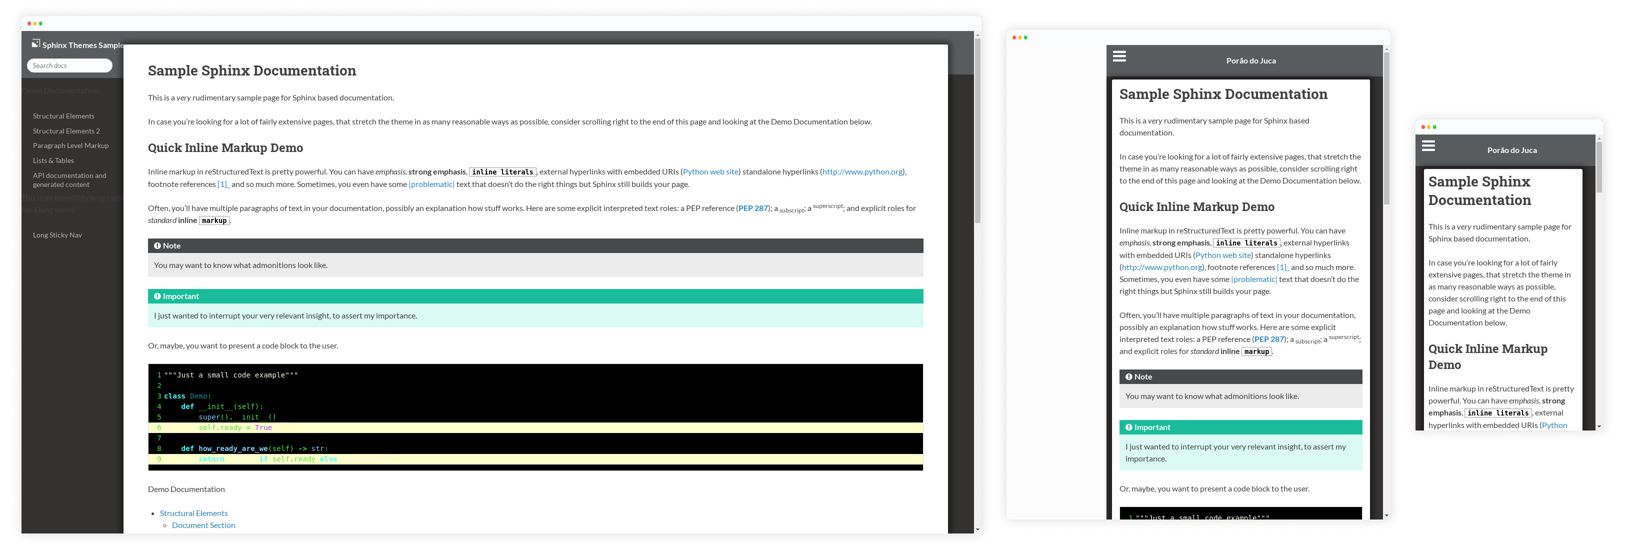 Sphinx Themes Sample
Search docs
Demo Documentation
Structural Elements
Structural Elements 2
Paragraph Level Markup
Lists & Tables
API documentation and
generated content
Long Sticky Nav
Sample Sphinx Documentation
This is a very rudimentary sample page for Sphinx based documentation.
In case you're looking for a lot of fairly extensive pages, that stretch the theme in as many reasonable ways as possible, consider scrolling right to the end of this page and looking at the Demo Documentation below.
Quick Inline Markup Demo
Inline markup in reStructuredText is pretty powerful. You can have emphasis, strong emphasis, inline literals, external hyperlinks with embedded URIs (Python web site) standalone hyperlinks (http://www.python.org),
footnote references [1]_ and so much more. Sometimes, you even have some |problematic| text that doesn't do the right things but Sphinx still builds your page.
Often, you'll have multiple paragraphs of text in your documentation, possibly an explanation how stuff works. Here are some explicit interpreted text roles: a PEP reference (PEP 287); a subscript; a superscript; and explicit roles for
standard inline markup.
Note
You may want to know what admonitions look like.
Important
I just wanted to interrupt your very relevant insight, to assert my importance.
Or, maybe, you want to present a code block to the user.
1 """Just a small code example"""
2
3 class Demo:
4 def __init__(self):
5 super().__init__()
6 self.ready = True
7
8 def how_ready_are_we(self) -> str:
9 return if self.ready else
Demo Documentation
Structural Elements
Document Section
Porão do Juca
Sample Sphinx Documentation
This is a very rudimentary sample page for Sphinx based
documentation.
In case you're looking for a lot of fairly extensive pages, that stretch the
theme in as many reasonable ways as possible, consider scrolling right
to the end of this page and looking at the Demo Documentation below.
Quick Inline Markup Demo
Inline markup in reStructuredText is pretty powerful. You can have
emphasis, strong emphasis, inline literals, external hyperlinks
with embedded URIs (Python web site) standalone hyperlinks
(http://www.python.org), footnote references [1]_ and so much more.
Sometimes, you even have some |problematic| text that doesn't do the
right things but Sphinx still builds your page.
Often, you'll have multiple paragraphs of text in your documentation,
possibly an explanation how stuff works. Here are some explicit
interpreted text roles: a PEP reference (PEP 287); a subscript; a superscript;
and explicit roles for standard inline markup.
Note
You may want to know what admonitions look like.
Important
I just wanted to interrupt your very relevant insight, to assert my
importance.
Or, maybe, you want to present a code block to the user.
1 """Just a small code example"""
Porão do Juca
Sample Sphinx
Documentation
This is a very rudimentary sample page for
Sphinx based documentation.
In case you're looking for a lot of fairly
extensive pages, that stretch the theme in
as many reasonable ways as possible,
consider scrolling right to the end of this
page and looking at the Demo
Documentation below.
Quick Inline Markup
Demo
Inline markup in reStructuredText is pretty
powerful. You can have emphasis, strong
emphasis, inline literals, external
hyperlinks with embedded URIs (Python